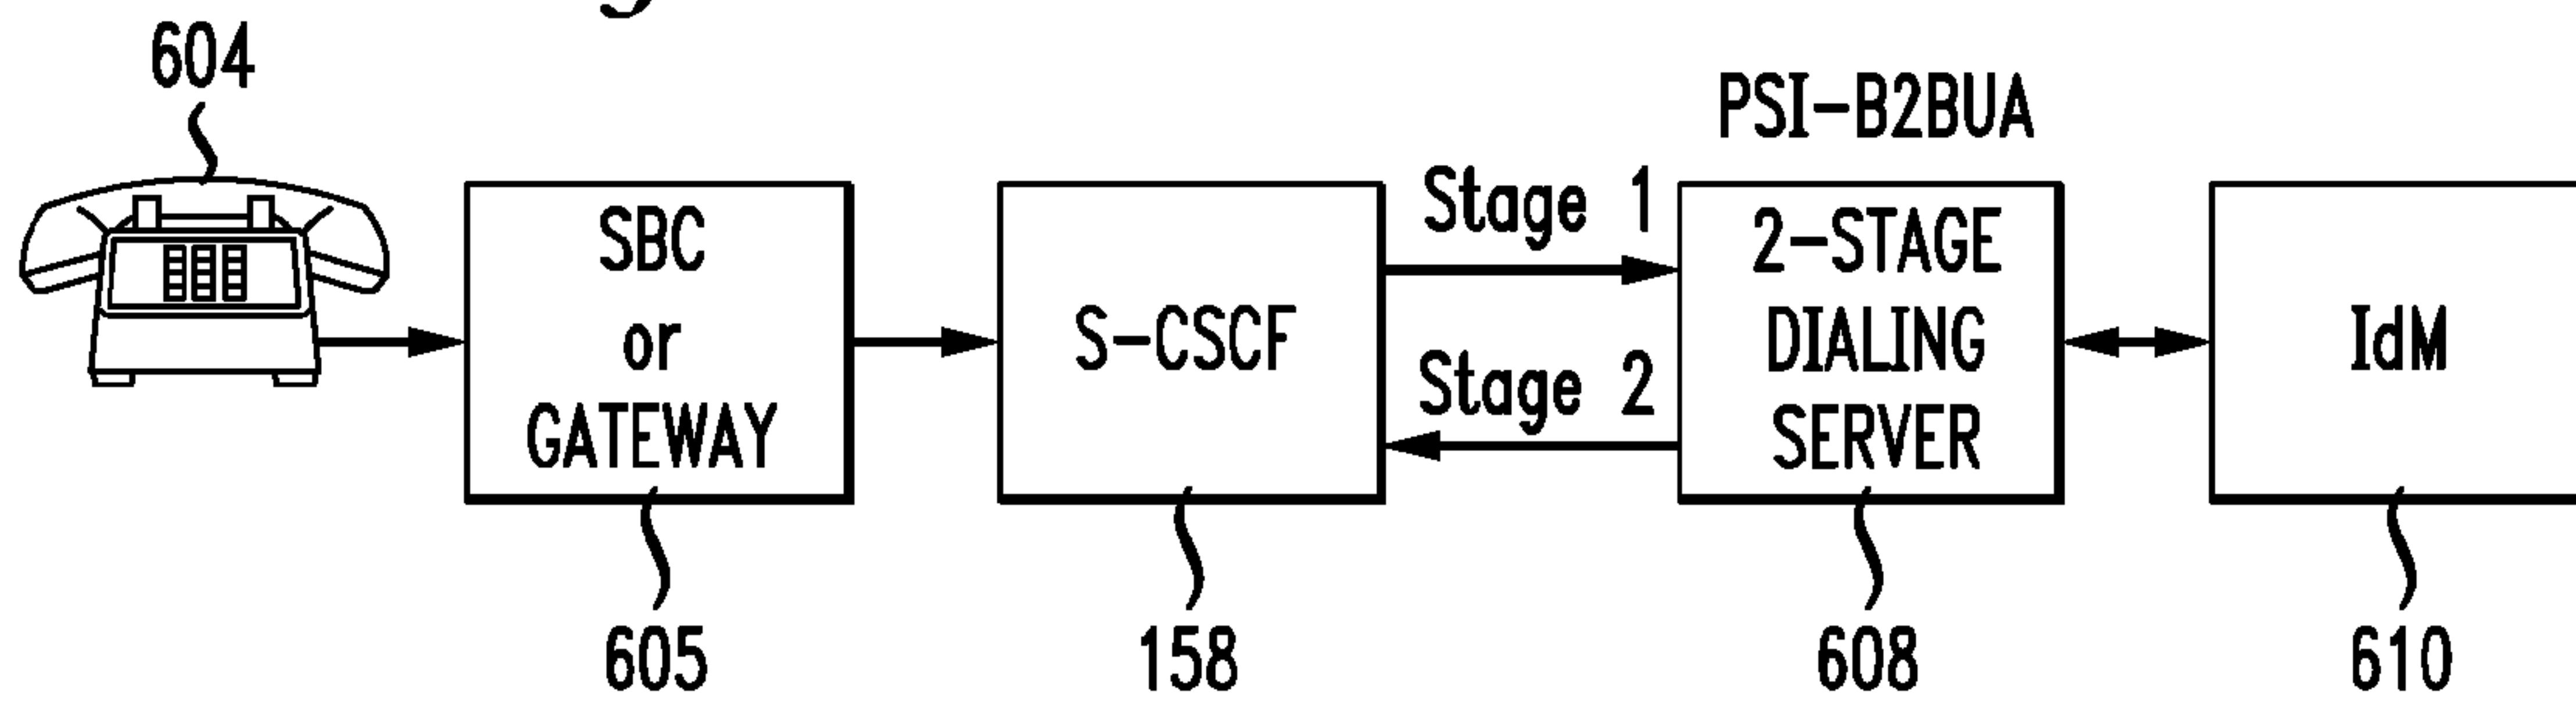 604
PSI-B2BUA
SBC
or
GATEWAY
S-CSCF
Stage 1
Stage 2
2-STAGE
DIALING
SERVER
IdM
605
158
608
610